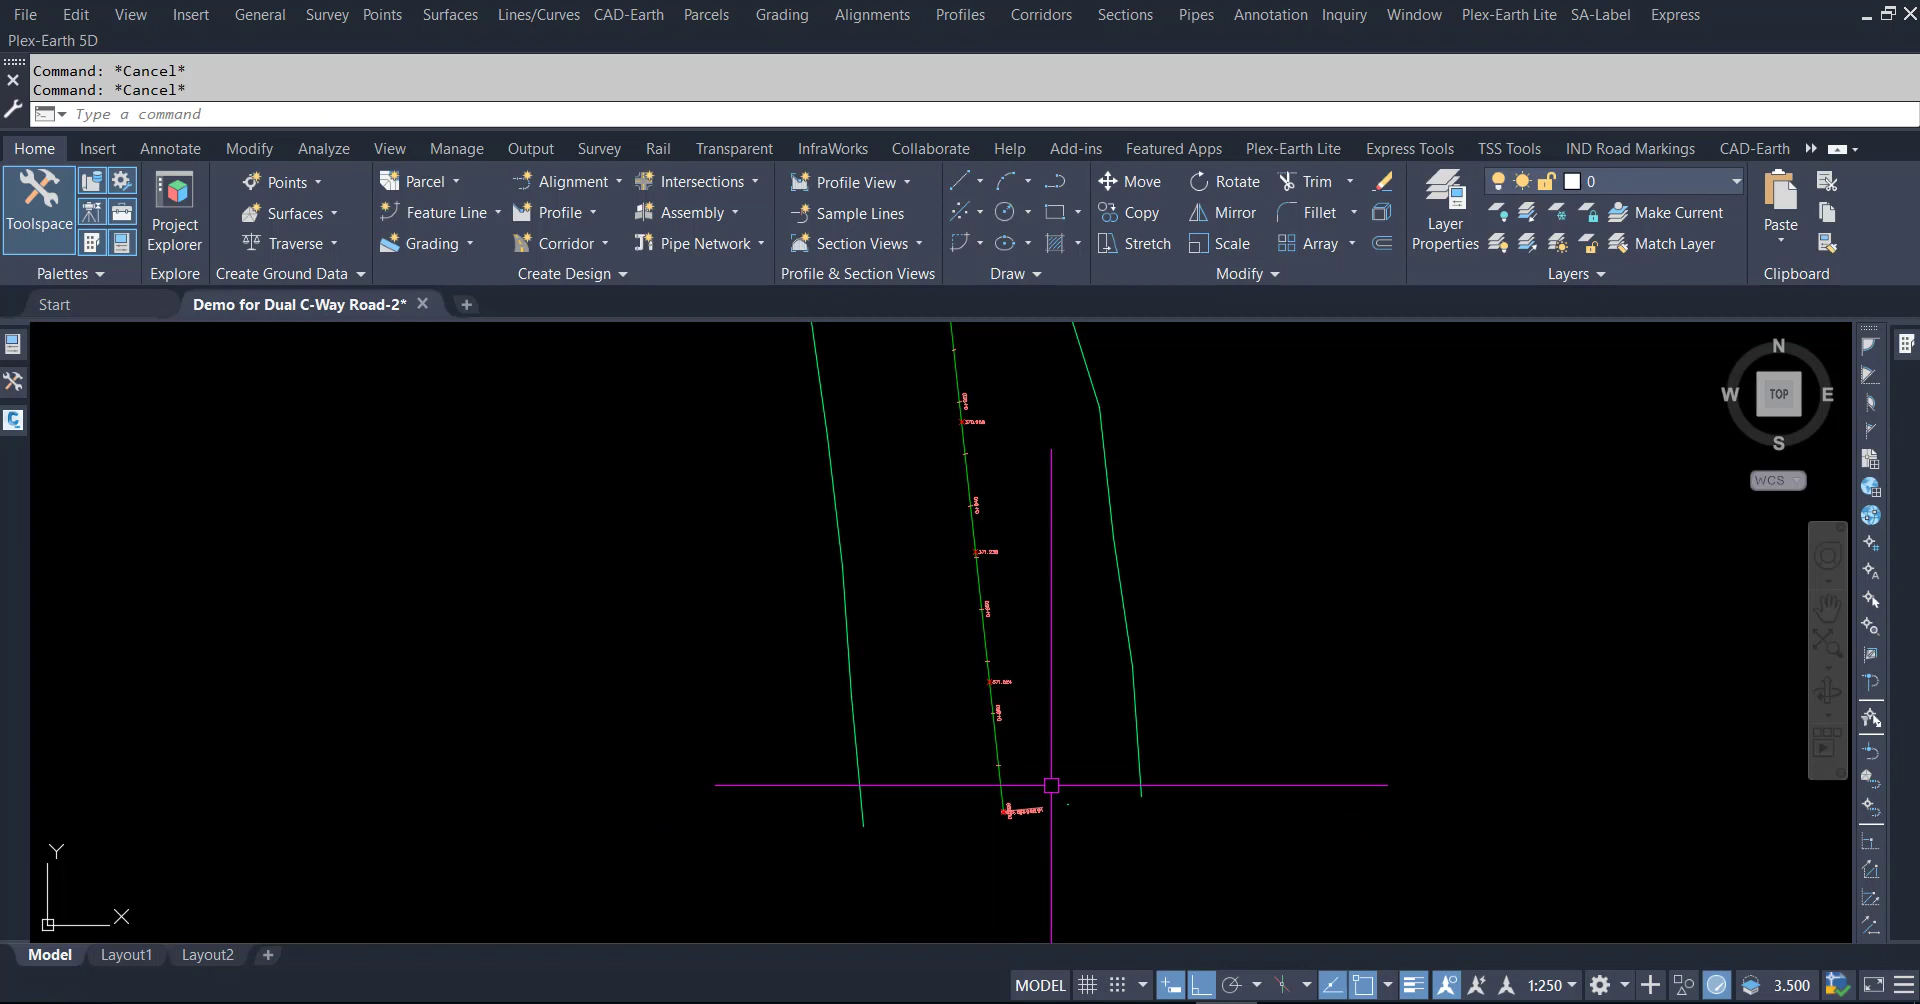 File Edit View Insert General Survey Points Surfaces Lines/Curves CAD-Earth Parcels Grading Alignments Profiles Corridors Sections Pipes Annotation Inquiry Window Plex-Earth Lite SA-Label Express
Plex-Earth 5D
Command: *Cancel*
Command: *Cancel*
Type a command
Home Insert Annotate Modify Analyze View Manage Output Survey Rail Transparent InfraWorks Collaborate Help Add-ins Featured Apps Plex-Earth Lite Express Tools TSS Tools IND Road Markings CAD-Earth
Toolspace
Palettes
Project Explorer
Explore
Points
Surfaces
Traverse
Create Ground Data
Parcel Alignment Intersections
Feature Line Profile Assembly
Grading Corridor Pipe Network
Create Design
Profile View
Sample Lines
Section Views
Profile & Section Views
Draw
Move Rotate Trim
Copy Mirror Fillet
Stretch Scale Array
Modify
Layer Properties
0
Make Current
Match Layer
Layers
Paste
Clipboard
Start Demo for Dual C-Way Road-2*
N
W TOP E
S
WCS
Y
X
Model Layout1 Layout2
MODEL 1:250 3.500